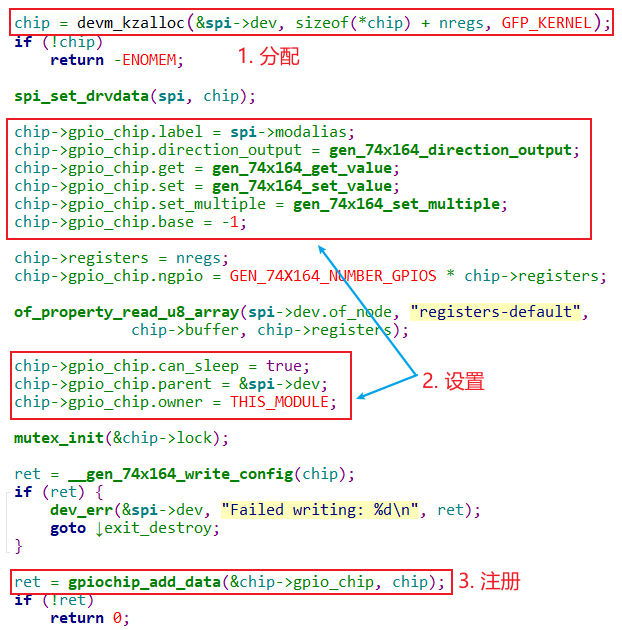 chip = devm_kzalloc(&spi->dev, sizeof(*chip) + nregs, GFP_KERNEL);
if (!chip)
1. 分配
return -ENOMEM;
spi_set_drvdata(spi, chip);
chip->gpio_chip.label = spi->modalias;
chip->gpio_chip.direction_output = gen_74x164_direction_output;
chip->gpio_chip.get = gen_74x164_get_value;
chip->gpio_chip.set = gen_74x164_set_value;
chip->gpio_chip.set_multiple = gen_74x164_set_multiple;
chip->gpio_chip.base = -1;
chip->registers = nregs;
chip->gpio_chip.ngpio = GEN_74X164_NUMBER_GPIOS * chip->registers;
of_property_read_u8_array(spi->dev.of_node, "registers-default",
chip->buffer, chip->registers);
chip->gpio_chip.can_sleep = true;
chip->gpio_chip.parent = &spi->dev;
2. 设置
chip->gpio_chip.owner = THIS_MODULE;
mutex_init(&chip->lock);
ret = __gen_74x164_write_config(chip);
if (ret) {
dev_err(&spi->dev, "Failed writing: %d\n", ret);
goto ↓exit_destroy;
}
ret = gpiochip_add_data(&chip->gpio_chip, chip);
3. 注册
if (!ret)
return 0;